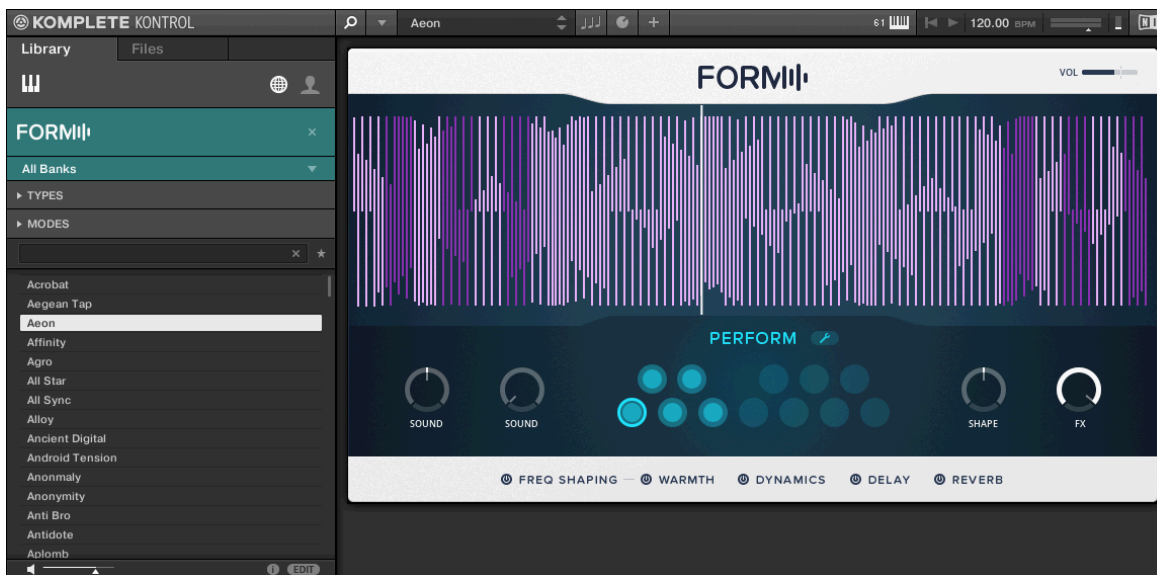 KOMPLETE KONTROL
Aeon
61
120.00 BPM
NI
Library Files
FORM
All Banks
TYPES
MODES
Acrobat
Aegean Tap
Aeon
Affinity
Agro
All Star
All Sync
Alloy
Ancient Digital
Android Tension
Anonmaly
Anonymity
Anti Bro
Antidote
Aplomb
i EDIT
FORM
VOL
PERFORM
SOUND SOUND SHAPE FX
FREQ SHAPING WARMTH DYNAMICS DELAY REVERB